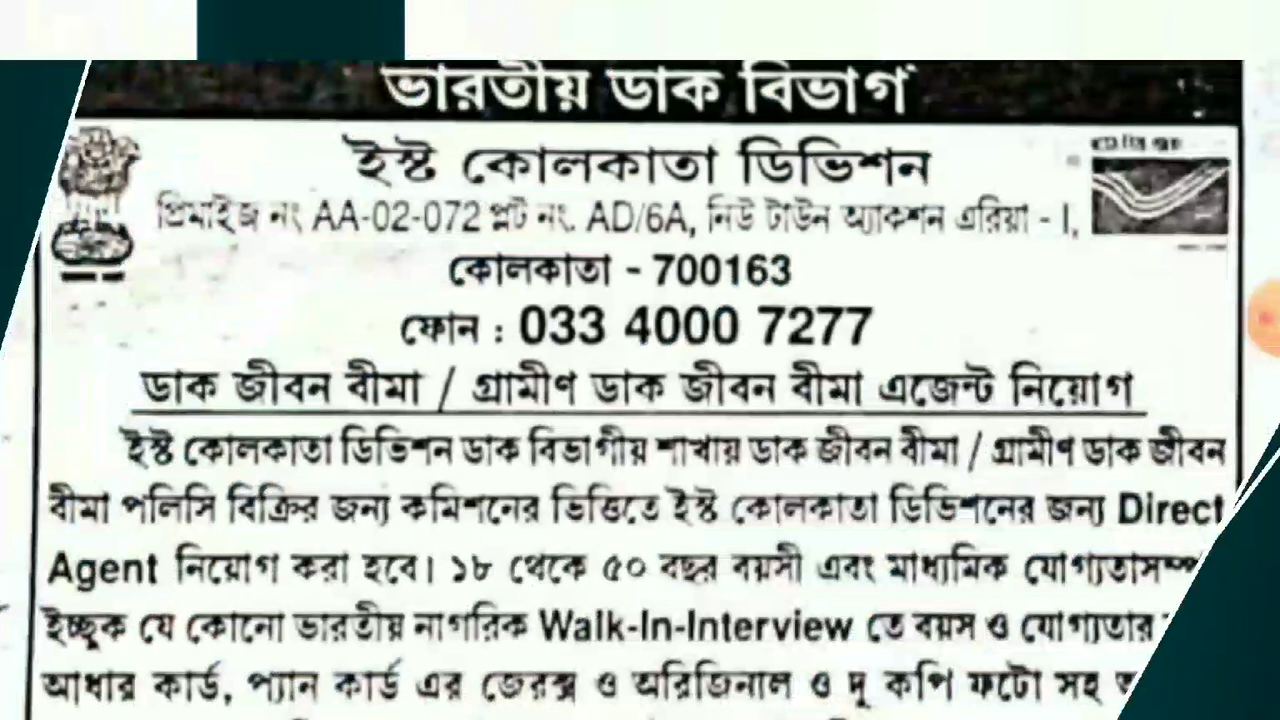 ভারতীয় ডাক বিভাগ
ইস্ট কোলকাতা ডিভিশন
প্রিমাইজ নং AA-02-072 প্লট নং. AD/6A, নিউ টাউন অ্যাকশন এরিয়া - I,
কোলকাতা - 700163
ফোন : 033 4000 7277
ডাক জীবন বীমা / গ্রামীণ ডাক জীবন বীমা এজেন্ট নিয়োগ
ইস্ট কোলকাতা ডিভিশন ডাক বিভাগীয় শাখায় ডাক জীবন বীমা / গ্রামীণ ডাক জীবন
বীমা পলিসি বিক্রির জন্য কমিশনের ভিত্তিতে ইস্ট কোলকাতা ডিভিশনের জন্য Direct
Agent নিয়োগ করা হবে। ১৮ থেকে ৫০ বছর বয়সী এবং মাধ্যমিক
ইচ্ছুক যে কোনো ভারতীয় নাগরিক Walk-In-Interview তে বয়স ও যোগ্যতার
আধার কার্ড, প্যান কার্ড এর জেরক্স ও অরিজিনাল ও দু কপি ফটো সহ